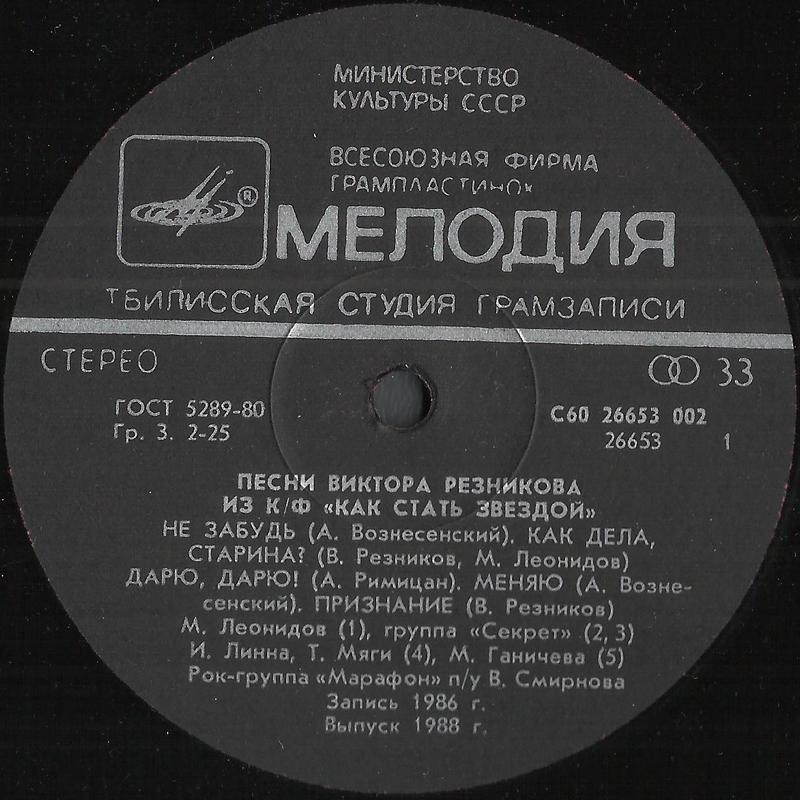 МИНИСТЕРСТВО
КУЛЬТУРЫ СССР
ВСЕСОЮЗНАЯ ФИРМА
ГРАМПЛАСТИНОК
®
МЕЛОДИЯ
ТБИЛИССКАЯ СТУДИЯ ГРАМЗАПИСИ
СТЕРЕО
33
ГОСТ 5289-80
Гр. 3. 2-25
С60 26653 002
26653 1
ПЕСНИ ВИКТОРА РЕЗНИКОВА
ИЗ К/Ф «КАК СТАТЬ ЗВЕЗДОЙ»
НЕ ЗАБУДЬ (А. Вознесенский). КАК ДЕЛА,
СТАРИНА? (В. Резников, М. Леонидов)
ДАРЮ, ДАРЮ! (А. Римицан). МЕНЯЮ (А. Возне-
сенский). ПРИЗНАНИЕ (В. Резников)
М. Леонидов (1), группа «Секрет» (2, 3)
И. Линна, Т. Мяги (4), М. Ганичева (5)
Рок-группа «Марафон» п/у В. Смирнова
Запись 1986 г.
Выпуск 1988 г.